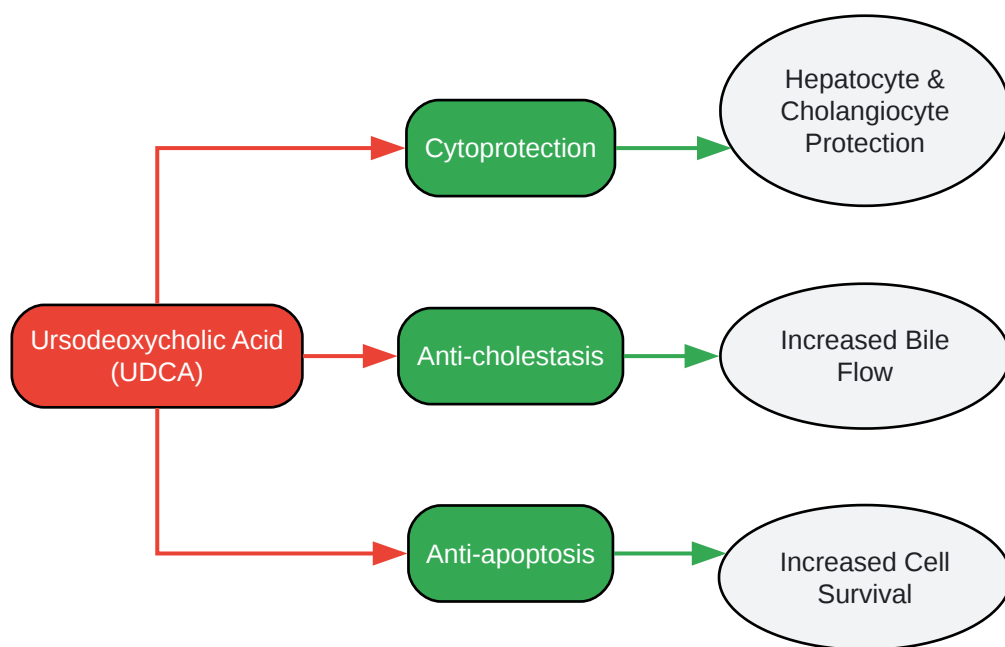 Hepatocyte &
Cholangiocyte
Protection
Cytoprotection
Ursodeoxycholic Acid
(UDCA)
Anti-cholestasis
Increased Bile
Flow
Anti-apoptosis
Increased Cell
Survival